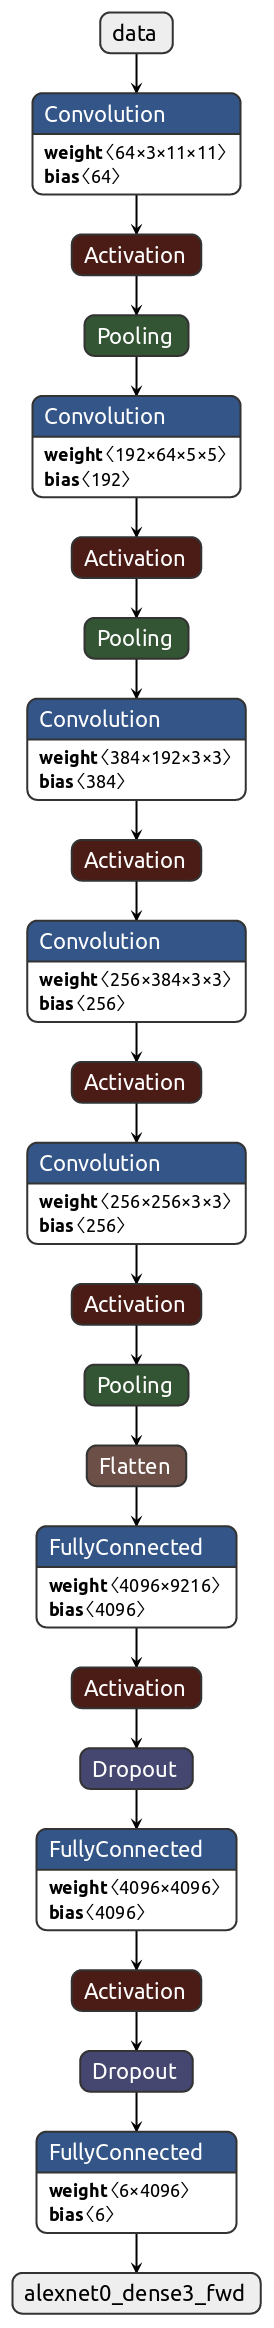 data
Convolution
weight〈64×3×11×11〉
bias〈64〉
Activation
Pooling
Convolution
weight〈192×64×5×5〉
bias〈192〉
Activation
Pooling
Convolution
weight〈384×192×3×3〉
bias〈384〉
Activation
Convolution
weight〈256×384×3×3〉
bias〈256〉
Activation
Convolution
weight〈256×256×3×3〉
bias〈256〉
Activation
Pooling
Flatten
FullyConnected
weight〈4096×9216〉
bias〈4096〉
Activation
Dropout
FullyConnected
weight〈4096×4096〉
bias〈4096〉
Activation
Dropout
FullyConnected
weight〈6×4096〉
bias〈6〉
alexnet0_dense3_fwd